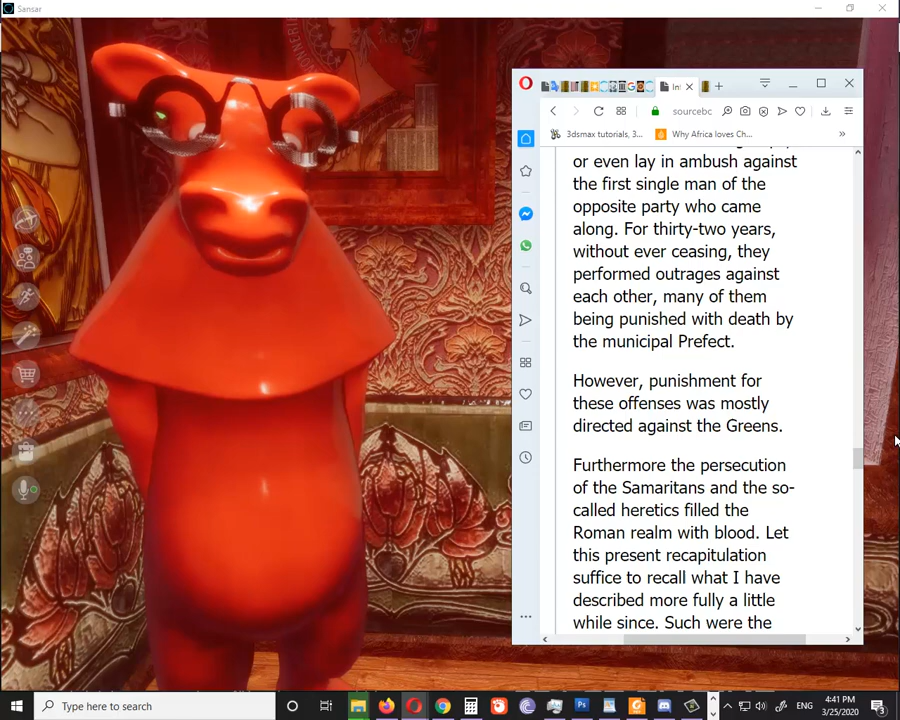 Sansar
In
sourcebc
3dsmax tutorials, 3...
Why Africa loves Ch...
»
or even lay in ambush against
the first single man of the
opposite party who came
along. For thirty-two years,
without ever ceasing, they
performed outrages against
each other, many of them
being punished with death by
the municipal Prefect.
However, punishment for
these offenses was mostly
directed against the Greens.
Furthermore the persecution
of the Samaritans and the so-
called heretics filled the
Roman realm with blood. Let
this present recapitulation
suffice to recall what I have
described more fully a little
while since. Such were the
Type here to search
ENG
4:41 PM
3/25/2020
3